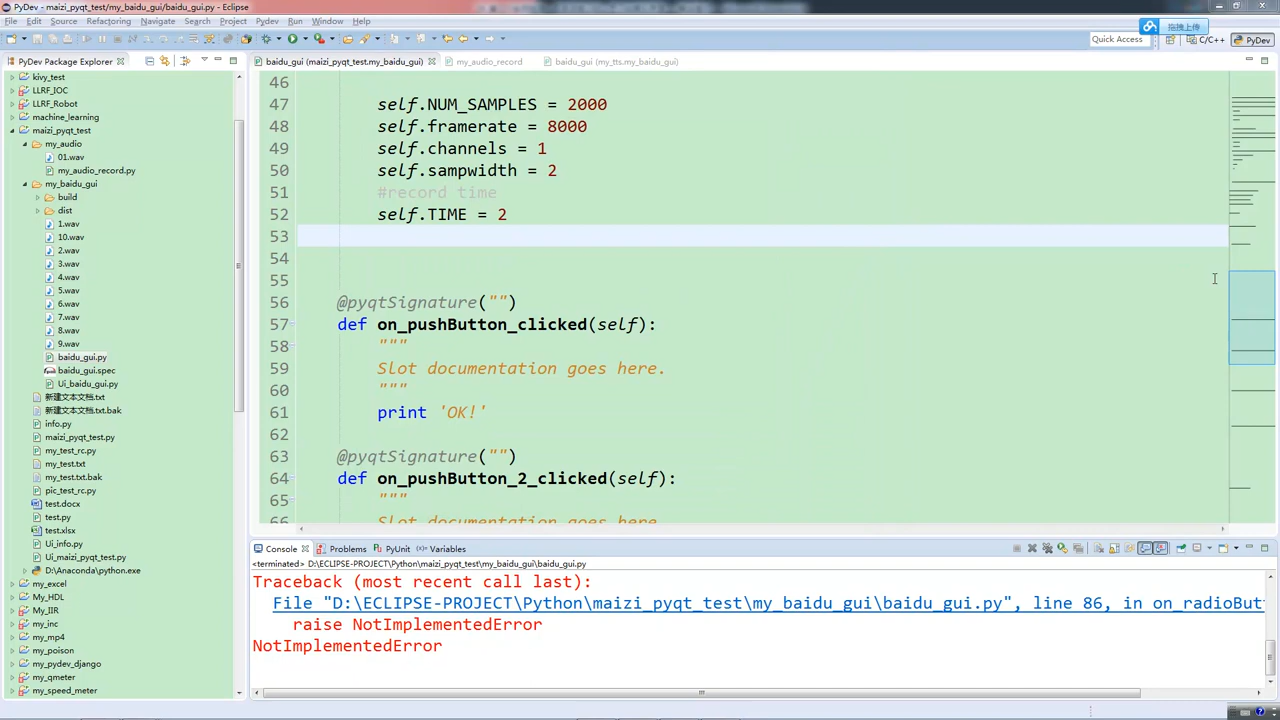 PyDev - maizi_pyqt_test/my_baidu_gui/baidu_gui.py - Eclipse
File Edit Source Refactoring Navigate Search Project Pydev Run Window Help
拖拽上传
Quick Access
C/C++
PyDev
PyDev Package Explorer
kivy_test
LLRF_IOC
LLRF_Robot
machine_learning
maizi_pyqt_test
my_audio
01.wav
my_audio_record.py
my_baidu_gui
build
dist
1.wav
10.wav
2.wav
3.wav
4.wav
5.wav
6.wav
7.wav
8.wav
9.wav
baidu_gui.py
baidu_gui.spec
Ui_baidu_gui.py
新建文本文档.txt
新建文本文档.txt.bak
info.py
maizi_pyqt_test.py
my_test_rc.py
my_test.txt
my_test.txt.bak
pic_test_rc.py
test.docx
test.py
test.xlsx
Ui_info.py
Ui_maizi_pyqt_test.py
D:\Anaconda\python.exe
my_excel
My_HDL
My_IIR
my_inc
my_mp4
my_poison
my_pydev_django
my_qmeter
my_speed_meter
baidu_gui (maizi_pyqt_test.my_baidu_gui)
my_audio_record
baidu_gui (my_tts.my_baidu_gui)
46
47 self.NUM_SAMPLES = 2000
48 self.framerate = 8000
49 self.channels = 1
50 self.sampwidth = 2
51 #record time
52 self.TIME = 2
53
54
55
56 @pyqtSignature("")
57 def on_pushButton_clicked(self):
58 """
59 Slot documentation goes here.
60 """
61 print 'OK!'
62
63 @pyqtSignature("")
64 def on_pushButton_2_clicked(self):
65 """
66 Slot documentation goes here.
Console Problems PyUnit Variables
<terminated> D:\ECLIPSE-PROJECT\Python\maizi_pyqt_test\my_baidu_gui\baidu_gui.py
Traceback (most recent call last):
File "D:\ECLIPSE-PROJECT\Python\maizi_pyqt_test\my_baidu_gui\baidu_gui.py", line 86, in on_radioBut
raise NotImplementedError
NotImplementedError